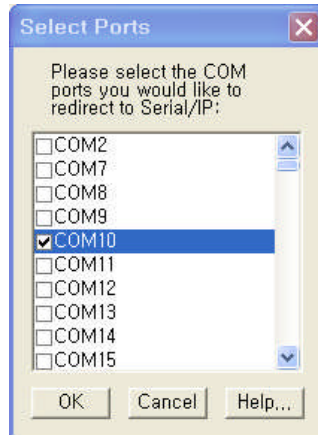 Select Ports
Please select the COM
ports you would like to
redirect to Serial/IP:
COM2
COM7
COM8
COM9
COM10
COM11
COM12
COM13
COM14
COM15
OK Cancel Help...